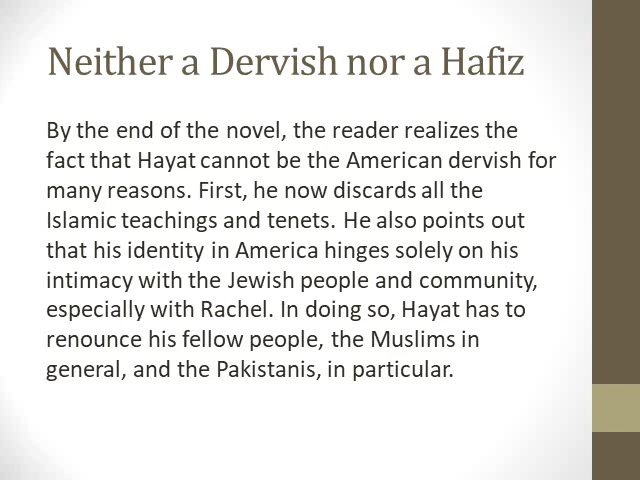 Neither a Dervish nor a Hafiz
By the end of the novel, the reader realizes the
fact that Hayat cannot be the American dervish for
many reasons. First, he now discards all the
Islamic teachings and tenets. He also points out
that his identity in America hinges solely on his
intimacy with the Jewish people and community,
especially with Rachel. In doing so, Hayat has to
renounce his fellow people, the Muslims in
general, and the Pakistanis, in particular.